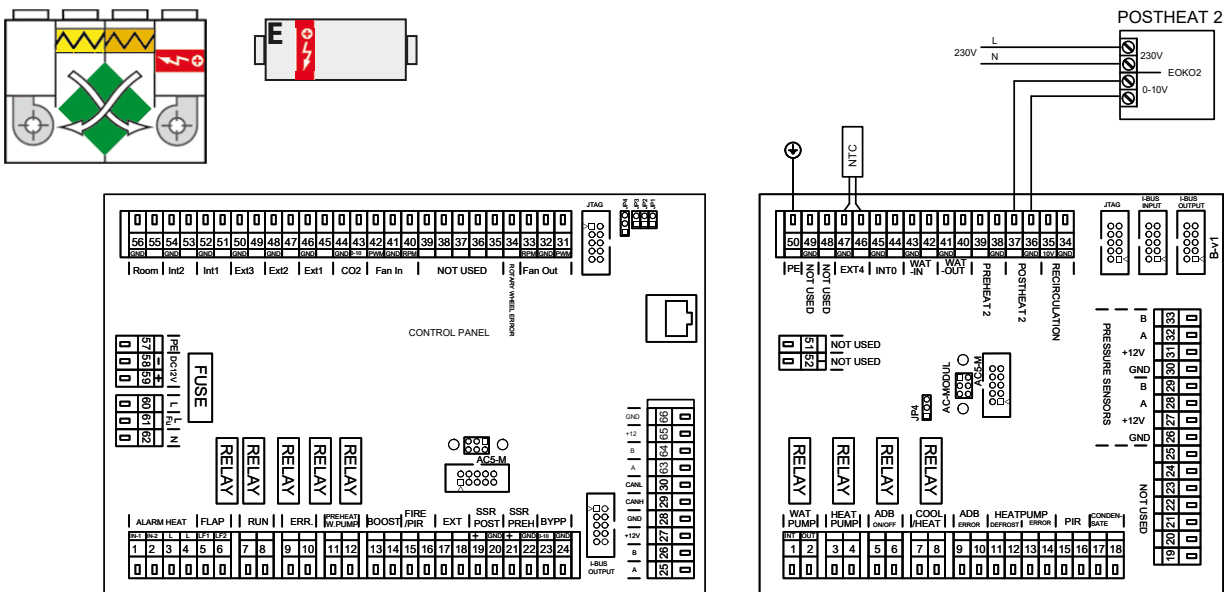 E
POSTHEAT 2
L
230V
N
230V
EOKO2
0-10V
NTC
JTAG
JP4
JP3
JP2
JP1
56 55 54 53 52 51 50 49 48 47 46 45 44 43 42 41 40 39 38 37 36 35 34 33 32 31
GND GND GND GND GND GND GND 0-10 PWM GND RPM RPM GND PWM
Room Int2 Int1 Ext3 Ext2 Ext1 CO2 Fan In NOT USED ROTARY WHEEL ERROR Fan Out
CONTROL PANEL
57 58 59
PE DC12V - +
60 61 62
L L Fu N
FUSE
RELAY RELAY RELAY RELAY RELAY
AC5-M
ALARM HEAT FLAP RUN ERR. PREHEAT W.PUMP BOOST FIRE /PIR EXT SSR POST SSR PREH BYPP
IN-1 IN-2 L L LF1 LF2 + GND + GND 0-10 GND
1 2 3 4 5 6 7 8 9 10 11 12 13 14 15 16 17 18 19 20 21 22 23 24
I-BUS OUTPUT
GND 66
+12 65
B 64
A 63
CANL 30
CANH 29
GND 28
+12V 27
B 26
A 25
JTAG
I-BUS INPUT
I-BUS OUTPUT
B-v1
50 49 48 47 46 45 44 43 42 41 40 39 38 37 36 35 34
GND GND GND GND GND GND 10V GND
PE NOT USED NOT USED EXT4 INT0 WAT -IN WAT -OUT PREHEAT 2 POSTHEAT 2 RECIRCULATION
51 NOT USED
52 NOT USED
AC-MODUL
AC5-M
JP4
PRESSURE SENSORS
B 33
A 32
+12V 31
GND 30
B 29
A 28
+12V 27
GND 26
25
24
23
22
21
20
19
NOT USED
RELAY RELAY RELAY RELAY
WAT PUMP HEAT PUMP ADB ON/OFF COOL /HEAT ADB ERROR HEATPUMP DEFROST ERROR PIR CONDEN- SATE
INT OUT
1 2 3 4 5 6 7 8 9 10 11 12 13 14 15 16 17 18